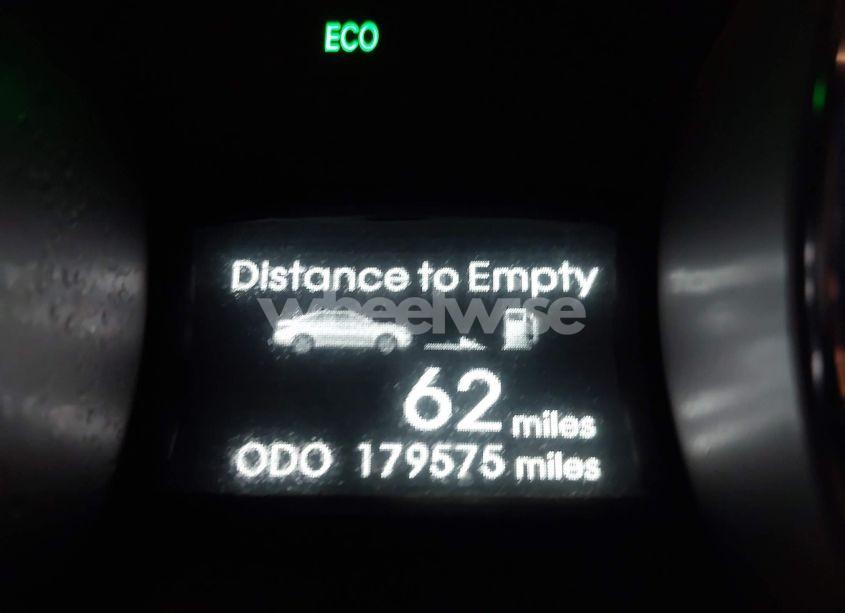 ECO
Distance to Empty
wheelwise
62 miles
ODO 179575 miles